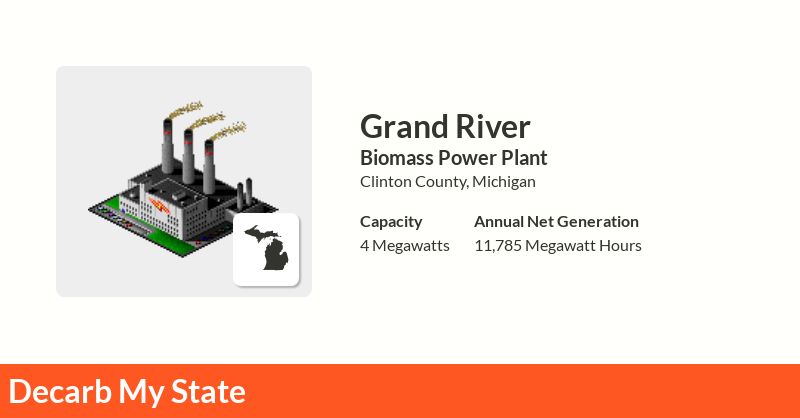 Grand River
Biomass Power Plant
Clinton County, Michigan
Capacity Annual Net Generation
4 Megawatts 11,785 Megawatt Hours
Decarb My State